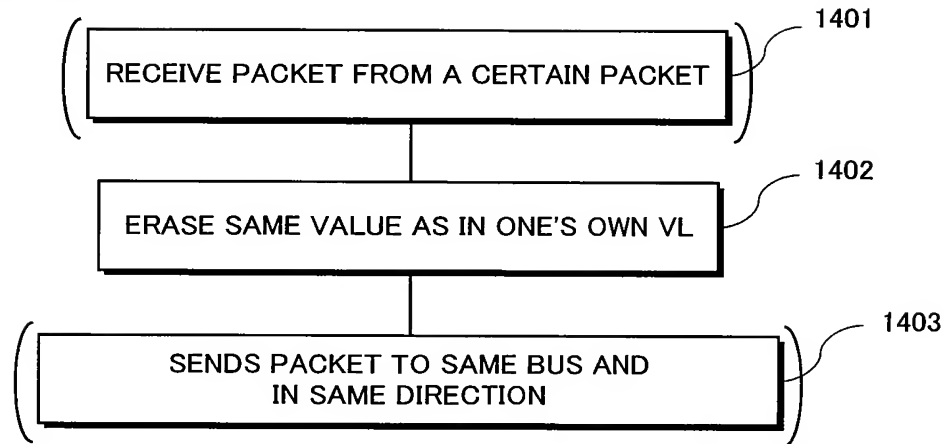 1401
RECEIVE PACKET FROM A CERTAIN PACKET
1402
ERASE SAME VALUE AS IN ONE'S OWN VL
1403
SENDS PACKET TO SAME BUS AND
IN SAME DIRECTION